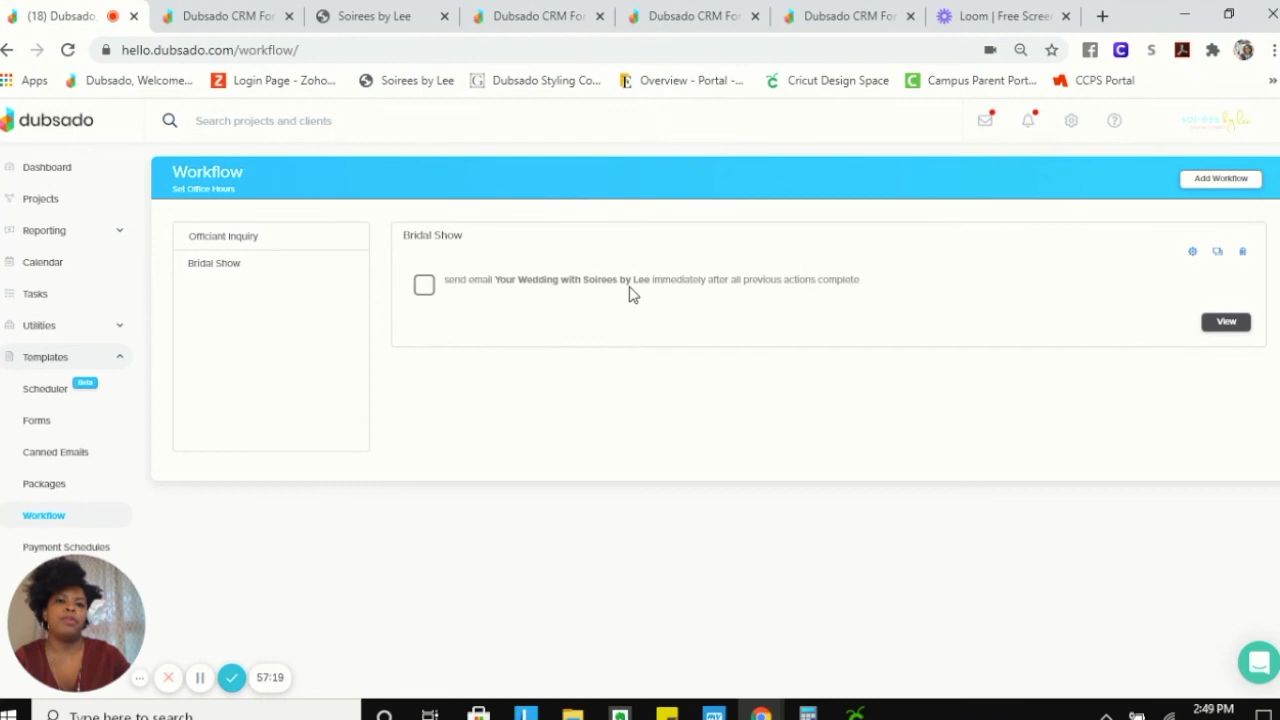 (18) Dubsado,
Dubsado CRM For
Soirees by Lee
Dubsado CRM For
Dubsado CRM For
Dubsado CRM For
Loom | Free Scree
hello.dubsado.com/workflow/
Apps
Dubsado, Welcome...
Login Page - Zoho...
Soirees by Lee
Dubsado Styling Co...
Overview - Portal -...
Cricut Design Space
Campus Parent Port...
CCPS Portal
»
dubsado
Search projects and clients
soirées by lee
Dashboard
Projects
Reporting
Calendar
Tasks
Utilities
Templates
Scheduler Beta
Forms
Canned Emails
Packages
Workflow
Payment Schedules
Workflow
Set Office Hours
Add Workflow
Officiant Inquiry
Bridal Show
Bridal Show
send email Your Wedding with Soirees by Lee immediately after all previous actions complete
View
57:19
Type here to search
2:49 PM